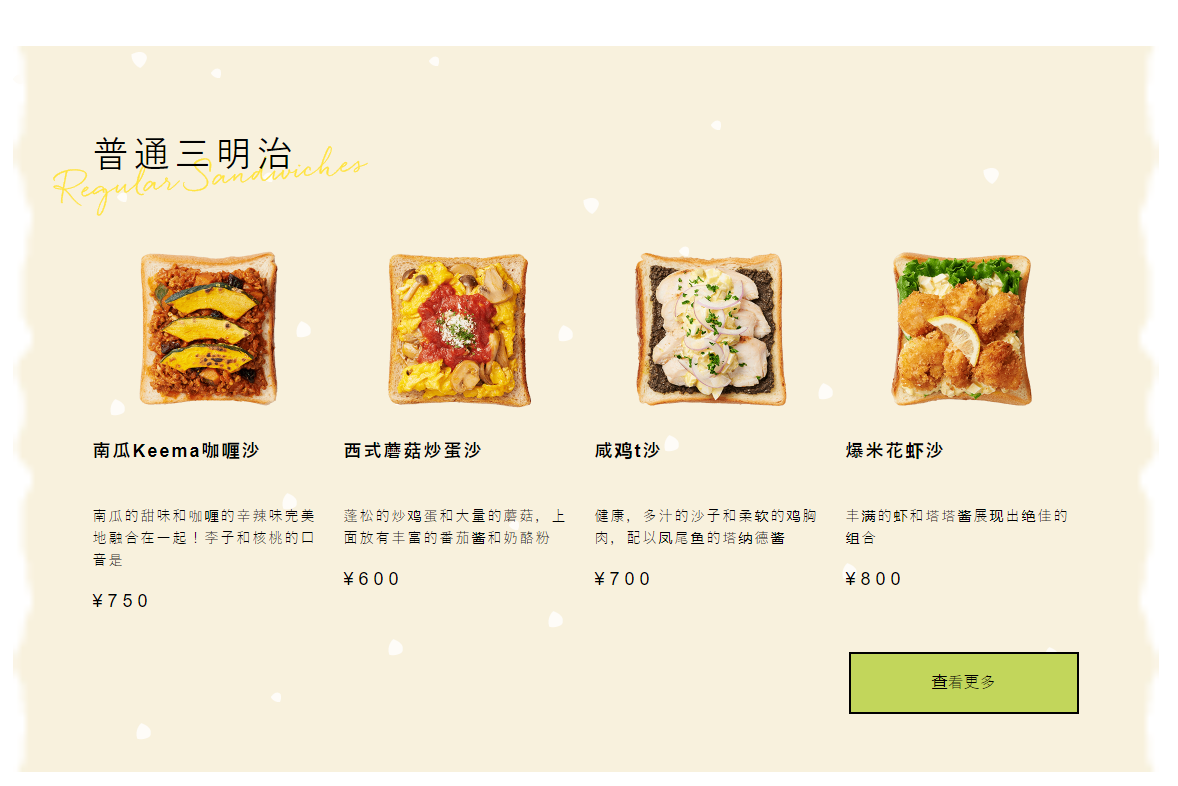 普通三明治
Regular Sandwiches
南瓜Keema咖喱沙
西式蘑菇炒蛋沙
咸鸡t沙
爆米花虾沙
南瓜的甜味和咖喱的辛辣味完美
地融合在一起！李子和核桃的口
音是
¥750
蓬松的炒鸡蛋和大量的蘑菇，上
面放有丰富的番茄酱和奶酪粉
¥600
健康，多汁的沙子和柔软的鸡胸
肉，配以凤尾鱼的塔纳德酱
¥700
丰满的虾和塔塔酱展现出绝佳的
组合
¥800
查看更多